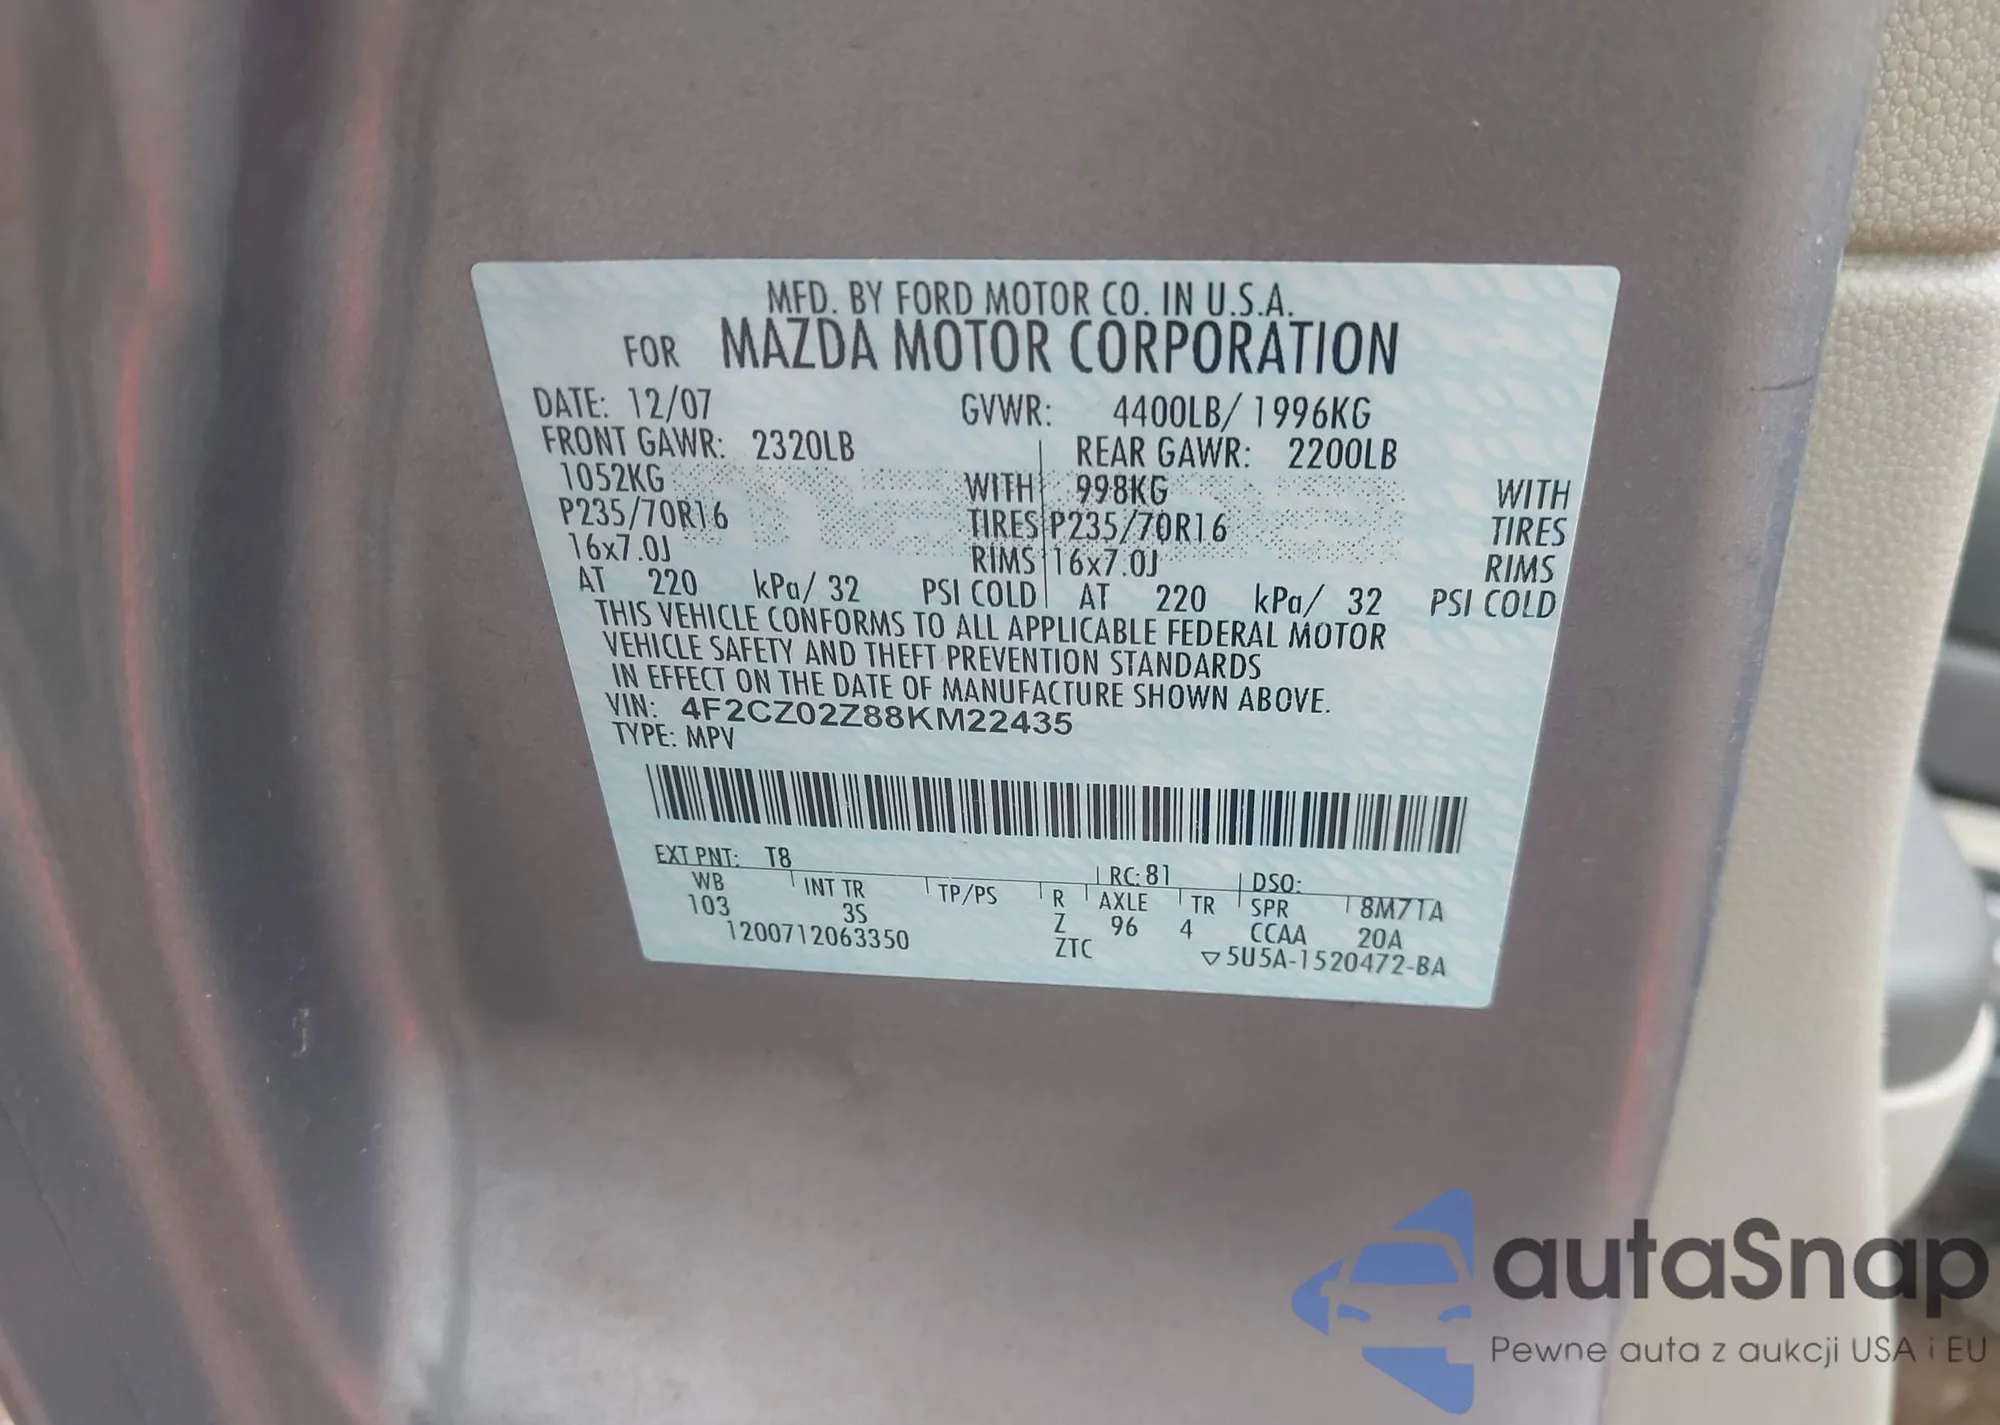 MFD. BY FORD MOTOR CO. IN U.S.A.
FOR MAZDA MOTOR CORPORATION
DATE: 12/07 GVWR: 4400LB/ 1996KG
FRONT GAWR: 2320LB REAR GAWR: 2200LB
1052KG WITH 998KG WITH
P235/70R16 TIRES P235/70R16 TIRES
16x7.0J RIMS 16x7.0J RIMS
AT 220 kPa/ 32 PSI COLD AT 220 kPa/ 32 PSI COLD
THIS VEHICLE CONFORMS TO ALL APPLICABLE FEDERAL MOTOR
VEHICLE SAFETY AND THEFT PREVENTION STANDARDS
IN EFFECT ON THE DATE OF MANUFACTURE SHOWN ABOVE.
VIN: 4F2CZ02Z88KM22435
TYPE: MPV
EXT PNT: T8 RC: 81 DSO:
WB INT TR TP/PS R AXLE TR SPR 8M71A
103 3S Z 96 4 CCAA 20A
1200712063350 ZTC ▽5U5A-1520472-BA
autaSnap
Pewne auta z aukcji USA i EU